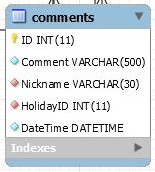 comments
ID INT(11)
Comment VARCHAR(500)
Nickname VARCHAR(30)
HolidayID INT(11)
DateTime DATETIME
Indexes